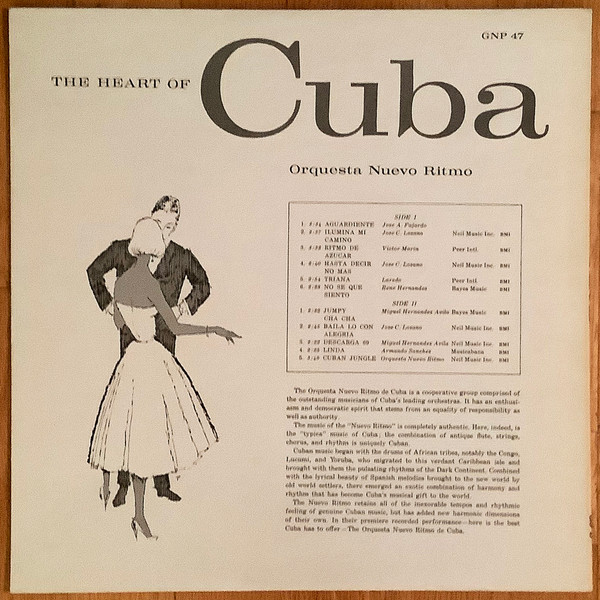 GNP 47
THE HEART OF Cuba
Orquesta Nuevo Ritmo
SIDE I
1. 2:54 AGUARDIENTE Jose A. Fajardo
2. ILUMINA MI CAMINO Jose C. Lozano Neil Music Inc. BMI
3. RITMO DE AZUCAR Victor Marin Peer Intl. BMI
4. HASTA DECIR NO MAS Jose C. Lozano Neil Music Inc. BMI
5. 2:54 TRIANA Laredo Peer Intl. BMI
6. NO SE QUE SIENTO Rene Hernandez Bayes Music BMI
SIDE II
1. JUMPY CHA CHA Miguel Hernandez Avila Bayes Music BMI
2. BAILA LO CON ALEGRIA Jose C. Lozano Neil Music Inc. BMI
3. DESCARGA 69 Miguel Hernandez Avila Neil Music Inc. BMI
4. LINDA Armando Sanchez Musicabana BMI
5. CUBAN JUNGLE Orquesta Nuevo Ritmo Neil Music Inc. BMI
The Orquesta Nuevo Ritmo de Cuba is a cooperative group comprised of
the outstanding musicians of Cuba's leading orchestras. It has an enthusi-
asm and democratic spirit that stems from an equality of responsibility as
well as authority.
The music of the "Nuevo Ritmo" is completely authentic. Here, indeed, is
the "typica" music of Cuba; the combination of antique flute, strings,
chorus, and rhythm is uniquely Cuban.
Cuban music began with the drums of African tribes, notably the Congo,
Lucumi, and Yoruba, who migrated to this verdant Caribbean isle and
brought with them the pulsating rhythms of the Dark Continent. Combined
with the lyrical beauty of Spanish melodies brought to the new world by
old world settlers, there emerged an exotic combination of harmony and
rhythm that has become Cuba's musical gift to the world.
The Nuevo Ritmo retains all of the inexorable tempos and rhythmic
feeling of genuine Cuban music, but has added new harmonic dimensions
of their own. In their premiere recorded performance—here is the best
Cuba has to offer—The Orquesta Nuevo Ritmo de Cuba.